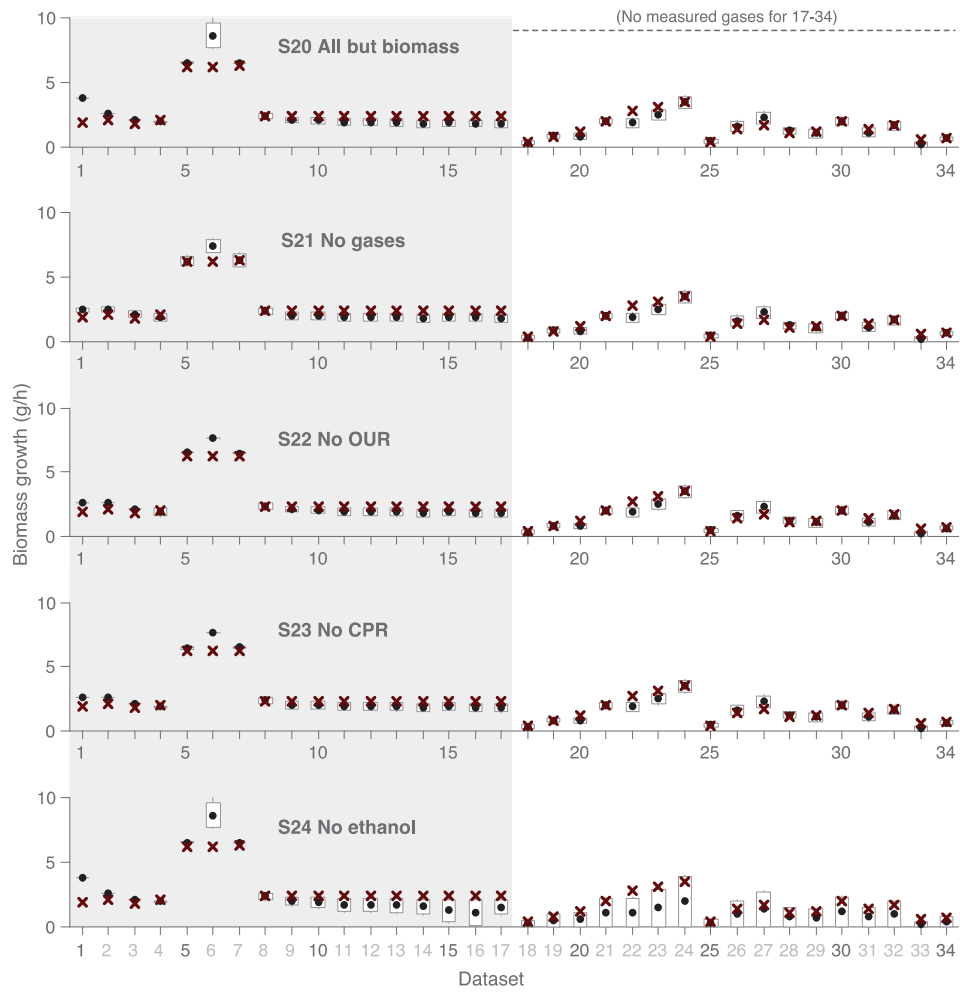 10
5
0
S20 All but biomass
(No measured gases for 17-34)
1 5 10 15 20 25 30 34
10
5
0
S21 No gases
1 5 10 15 20 25 30 34
10
5
0
S22 No OUR
1 5 10 15 20 25 30 34
10
5
0
S23 No CPR
1 5 10 15 20 25 30 34
10
5
0
S24 No ethanol
1 2 3 4 5 6 7 8 9 10 11 12 13 14 15 16 17 18 19 20 21 22 23 24 25 26 27 28 29 30 31 32 33 34
Biomass growth (g/h)
Dataset